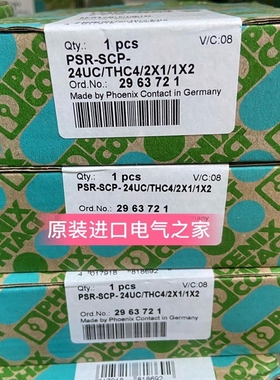 Qty.: 1 pcs V/C:08
PSR-SCP-
24UC/THC4/2X1/1X2
Ord.No.: 29 63 72 1
Made by Phoenix Contact in Germany
Qty.: 1 pcs V/C:08
PSR-SCP- 24UC/THC4/2X1/1X2
Ord.No.: 29 63 72 1
原装进口电气之家
4 017918 818692
Qty.: 1 pcs V/C:08
PSR-SCP- 24UC/THC4/2X1/1X2
Ord.No.: 29 63 72 1
Made by Phoenix Contact in Germany